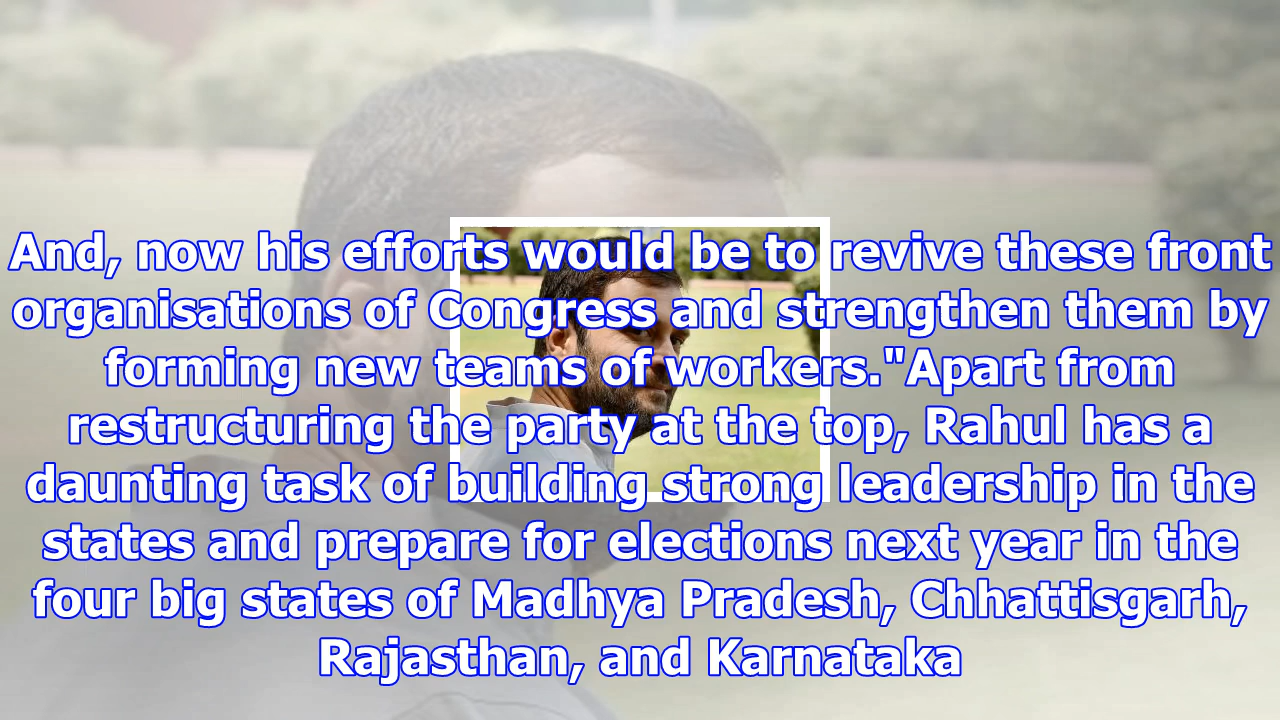 And, now his efforts would be to revive these front
organisations of Congress and strengthen them by
forming new teams of workers."Apart from
restructuring the party at the top, Rahul has a
daunting task of building strong leadership in the
states and prepare for elections next year in the
four big states of Madhya Pradesh, Chhattisgarh,
Rajasthan, and Karnataka